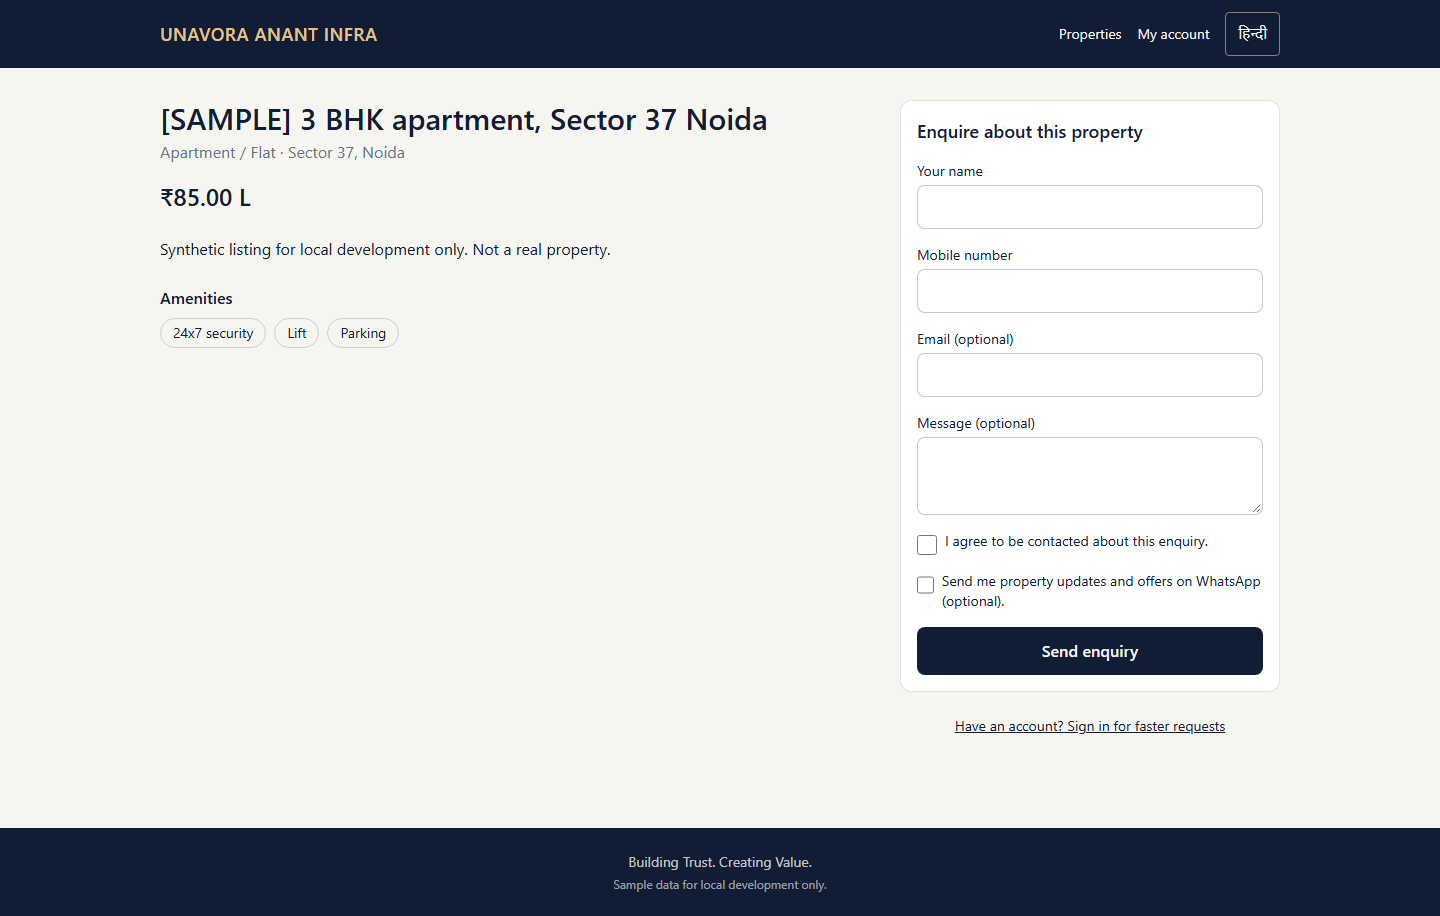 UNAVORA ANANT INFRA
Properties
My account
हिन्दी
[SAMPLE] 3 BHK apartment, Sector 37 Noida
Apartment / Flat · Sector 37, Noida
₹85.00 L
Synthetic listing for local development only. Not a real property.
Amenities
24x7 security
Lift
Parking
Enquire about this property
Your name
Mobile number
Email (optional)
Message (optional)
I agree to be contacted about this enquiry.
Send me property updates and offers on WhatsApp
(optional).
Send enquiry
Have an account? Sign in for faster requests
Building Trust. Creating Value.
Sample data for local development only.